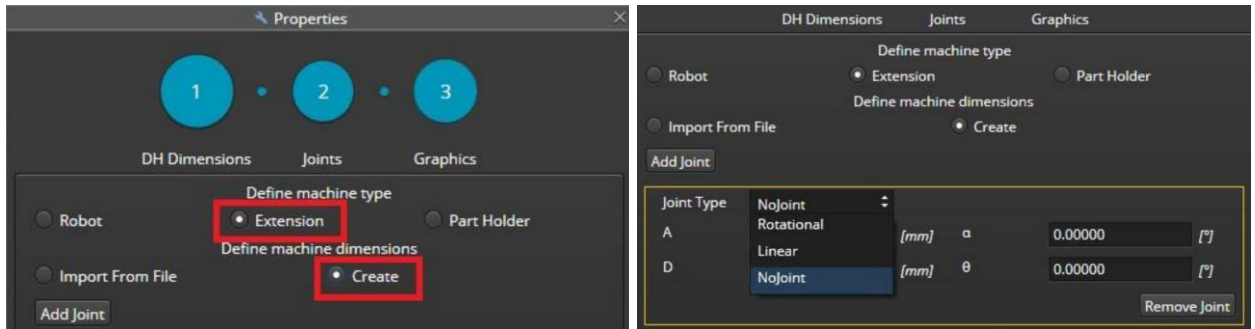 Properties
1 2 3
DH Dimensions Joints Graphics
Define machine type
Robot Extension Part Holder
Define machine dimensions
Import From File Create
Add Joint
DH Dimensions Joints Graphics
Define machine type
Robot Extension Part Holder
Define machine dimensions
Import From File Create
Add Joint
Joint Type NoJoint
Rotational
A [mm] α 0.00000 [°]
Linear
D [mm] θ 0.00000 [°]
NoJoint
Remove Joint